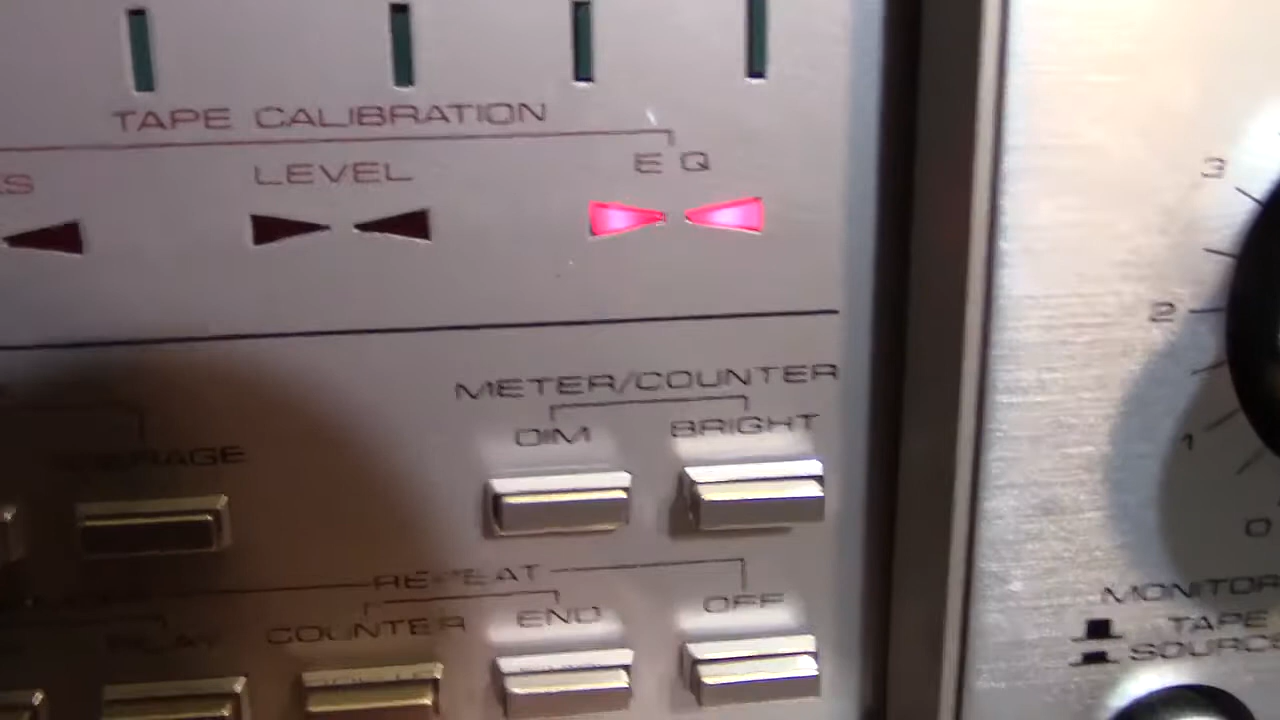 TAPE CALIBRATION
EQ
LEVEL
3
2
METER/COUNTER
DIM BRIGHT
1
0
REPEAT
COUNTER END OFF
PLAY
MONITOR
TAPE
SOURCE